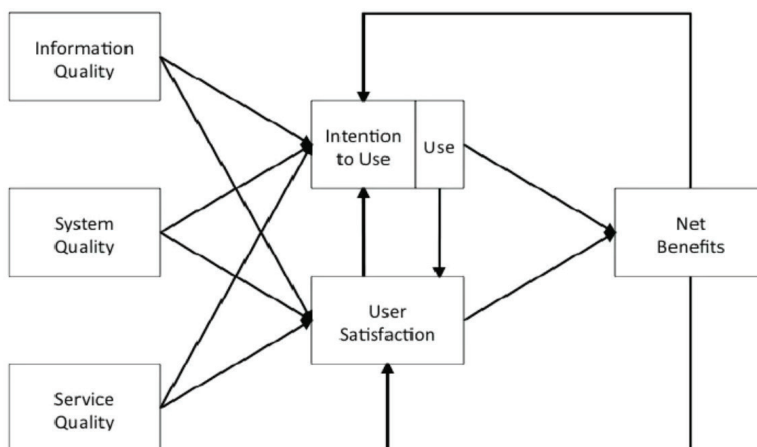 Information
Quality
Intention
to Use
Use
System
Quality
Net
Benefits
User
Satisfaction
Service
Quality